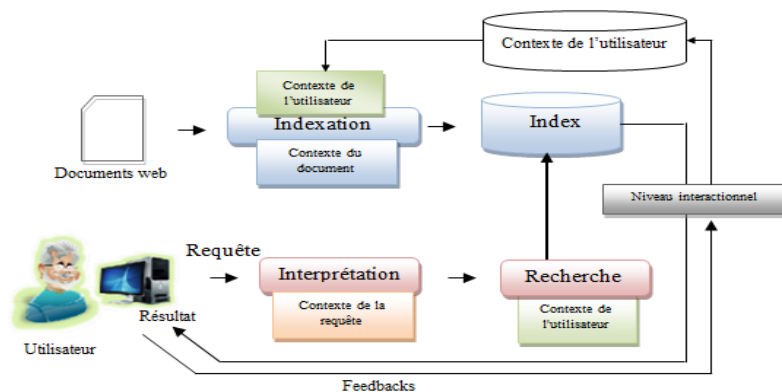 Contexte de l'utilisateur
Contexte de
l'utilisateur
Indexation
Contexte du
document
Index
Documents web
Niveau interactionnel
Requête
Interprétation
Contexte de la
requête
Recherche
Contexte de
l'utilisateur
Résultat
Utilisateur
Feedbacks